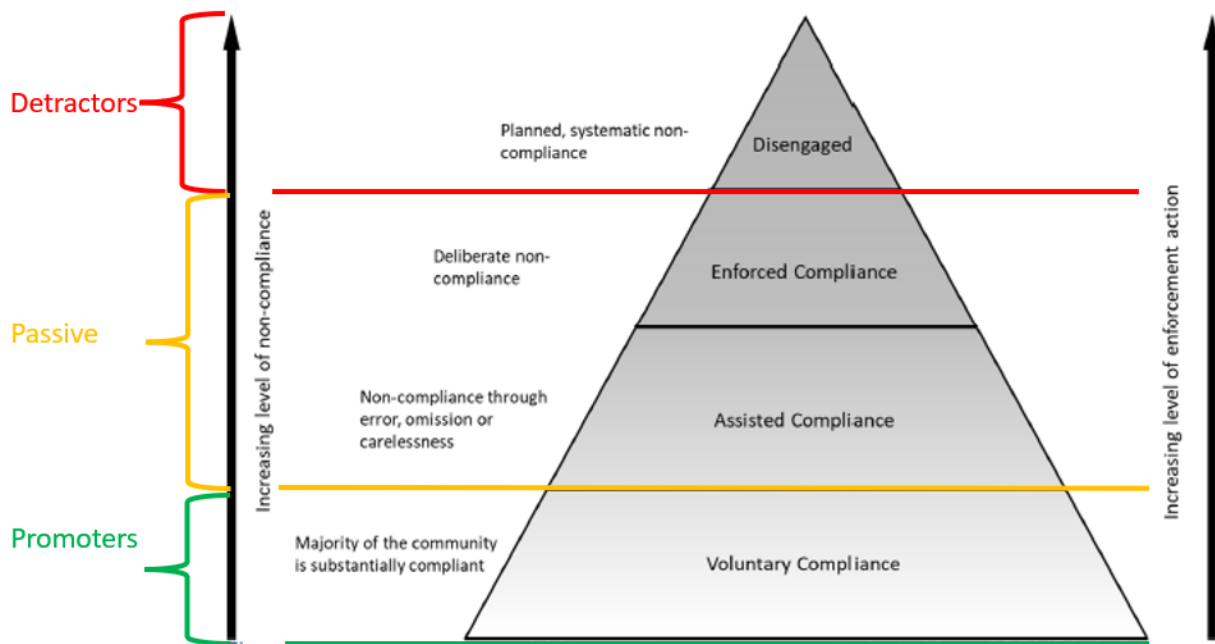 Detractors
Planned, systematic non-
compliance
Disengaged
Increasing level of non-compliance
Increasing level of enforcement action
Deliberate non-
compliance
Enforced Compliance
Passive
Non-compliance through
error, omission or
carelessness
Assisted Compliance
Promoters
Majority of the community
is substantially compliant
Voluntary Compliance